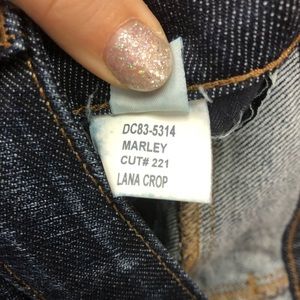 DC83-5314
MARLEY
CUT# 221
LANA CROP